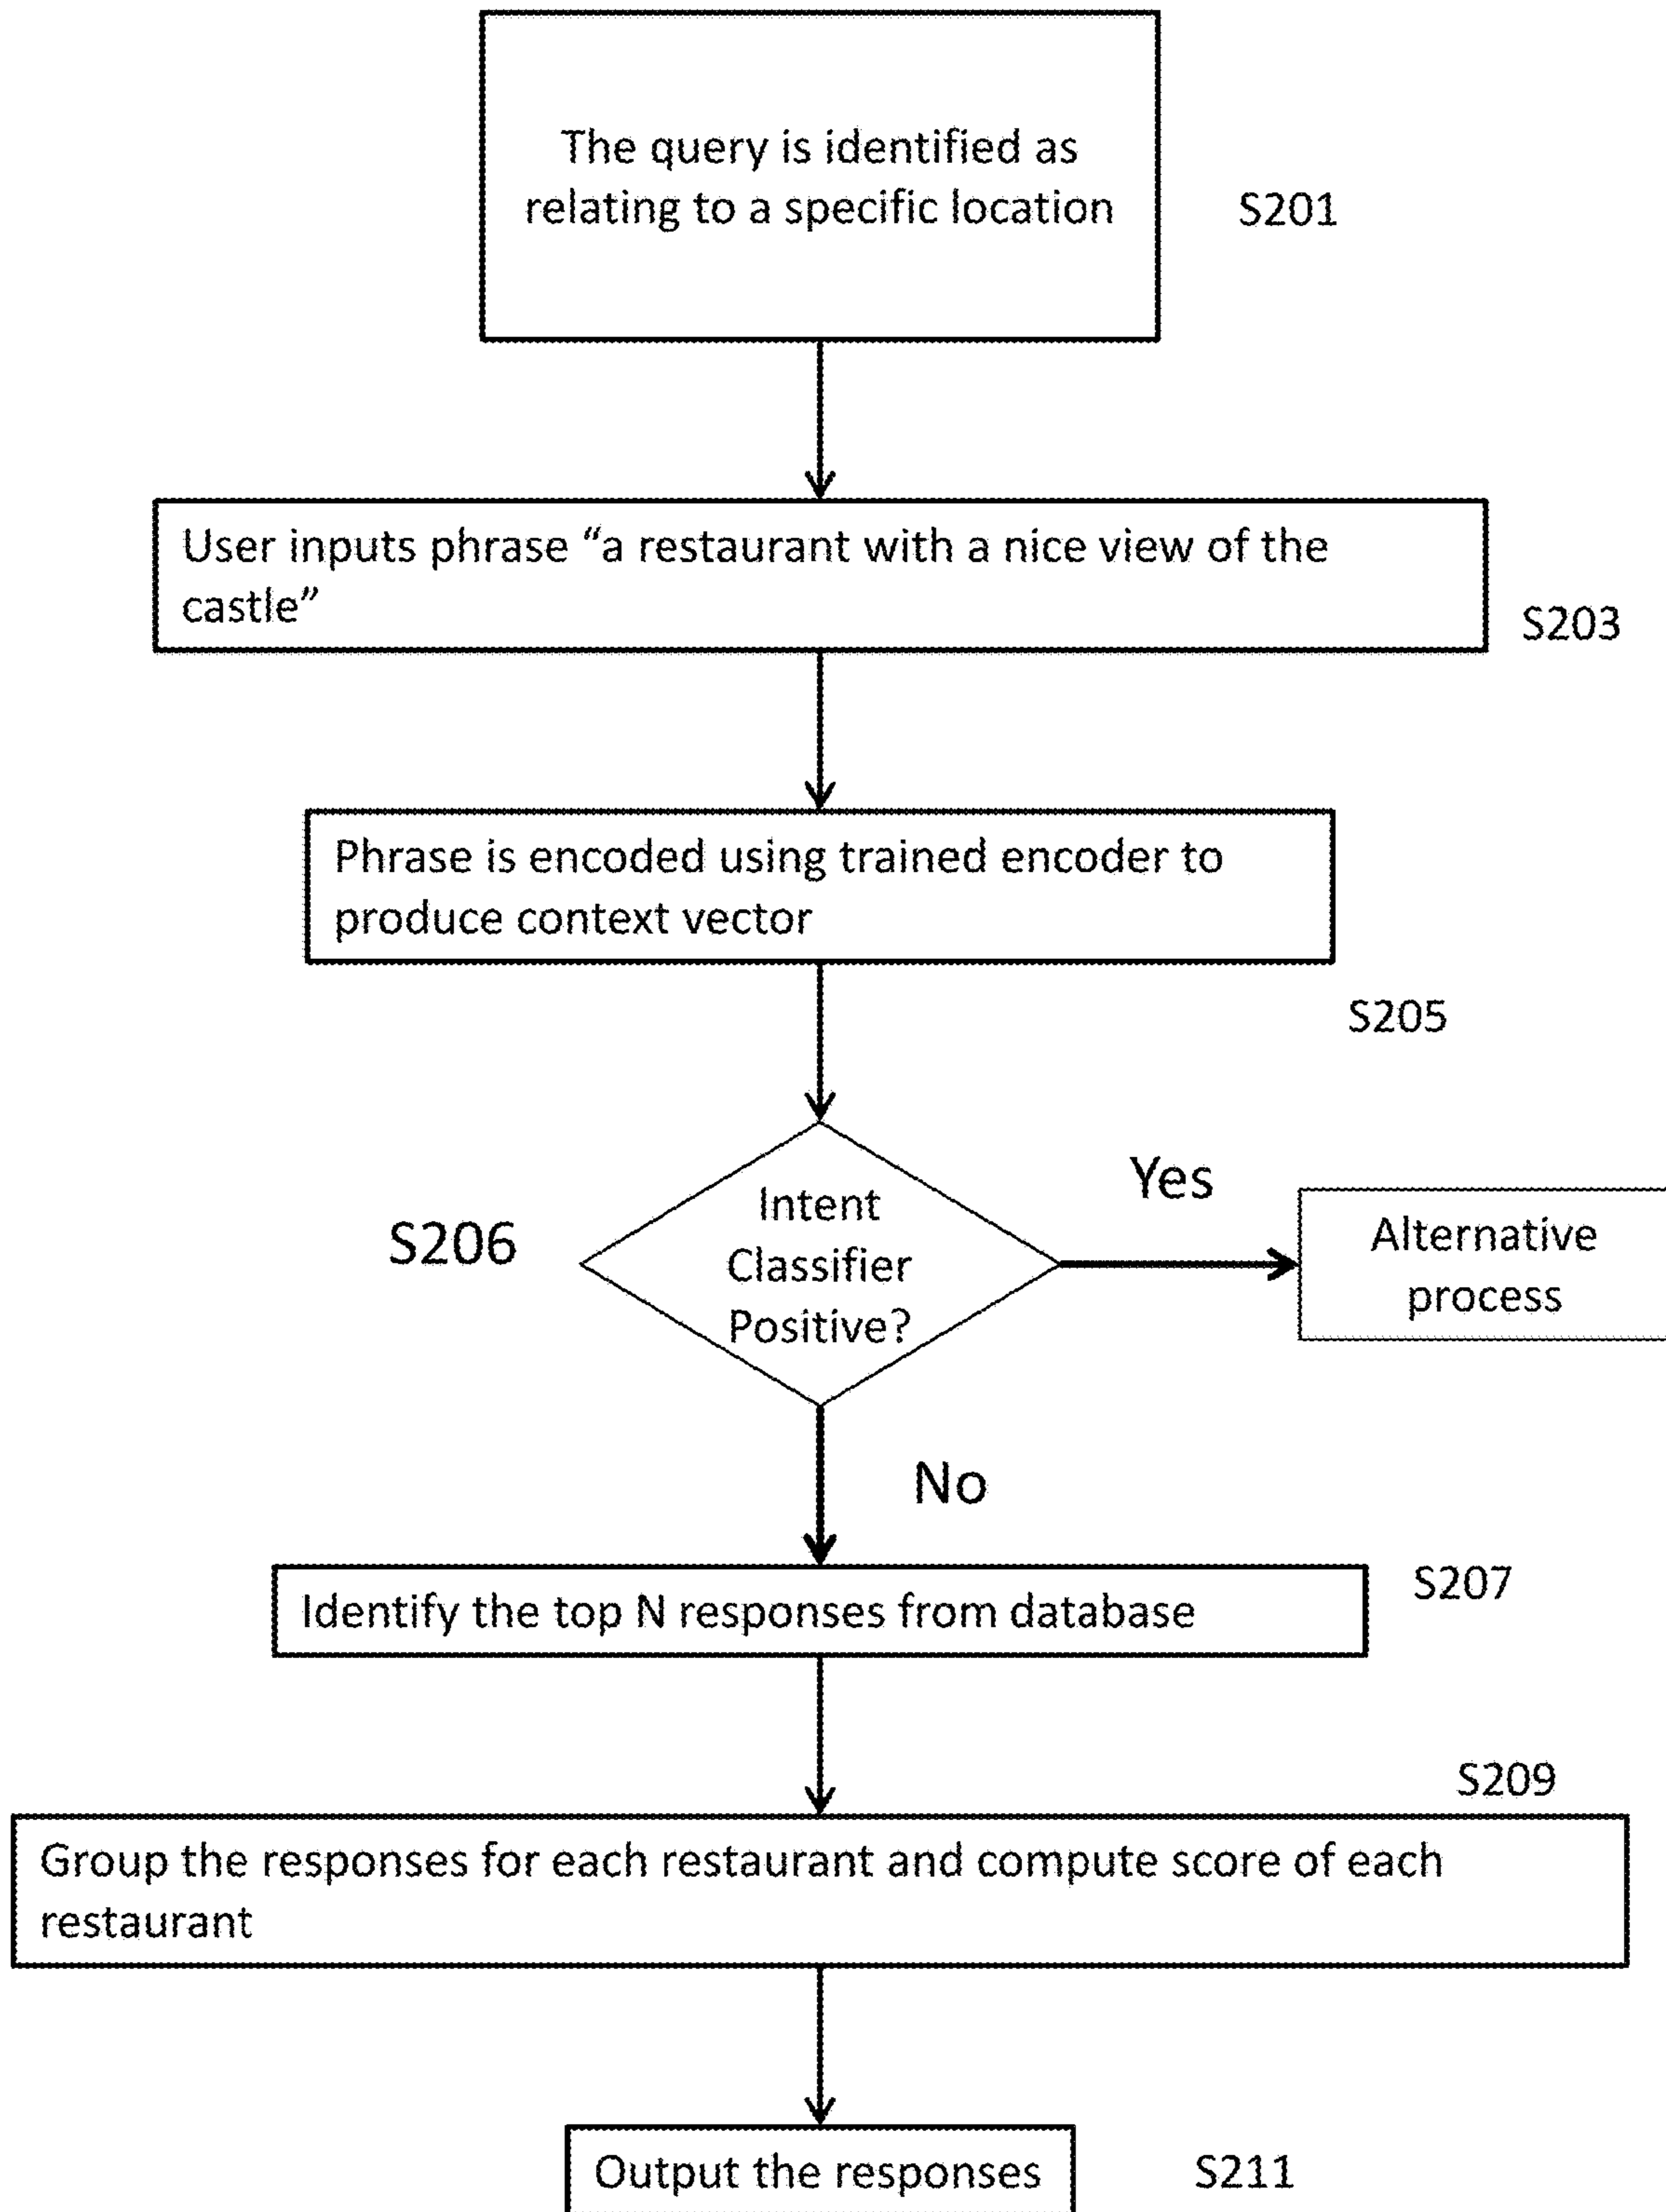 The query is identified as
relating to a specific location
S201
User inputs phrase “a restaurant with a nice view of the
castle”
S203
Phrase is encoded using trained encoder to
produce context vector
S205
Yes
Intent
Classifier
Positive?
S206
Alternative
process
No
S207
Identify the top N responses from database
S209
Group the responses for each restaurant and compute score of each
restaurant
Output the responses
S211